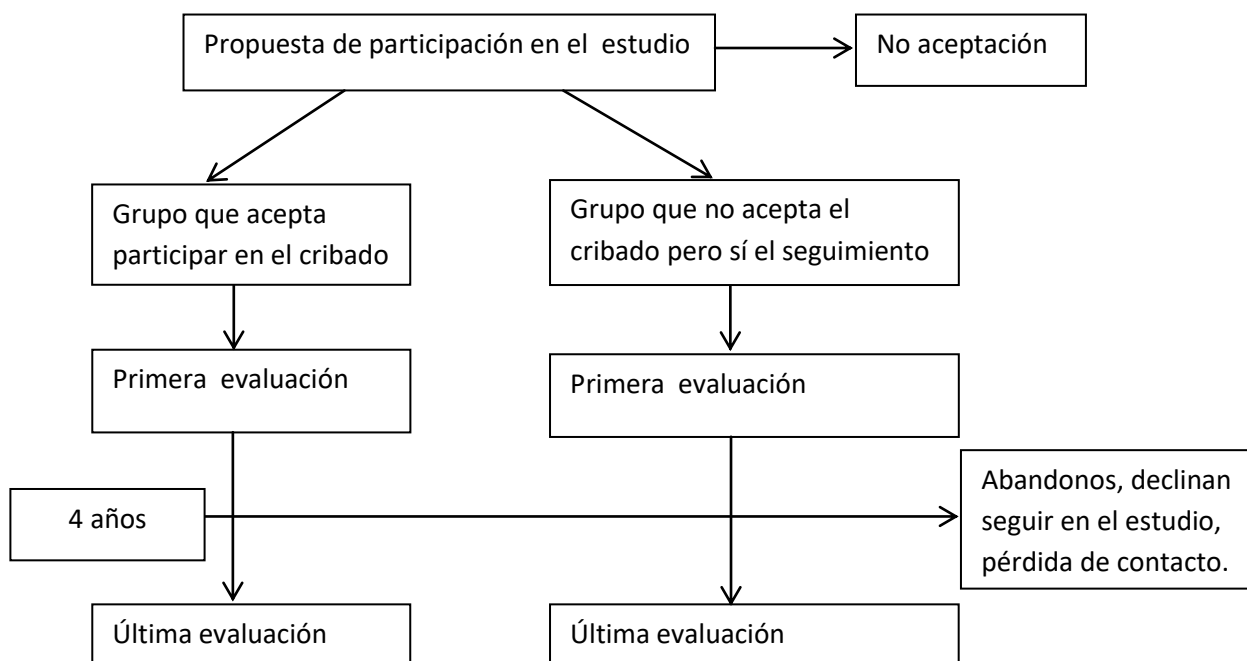 Propuesta de participación en el estudio
No aceptación
Grupo que acepta
participar en el cribado
Grupo que no acepta el
cribado pero sí el seguimiento
Primera evaluación
Primera evaluación
4 años
Abandonos, declinan
seguir en el estudio,
pérdida de contacto.
Última evaluación
Última evaluación